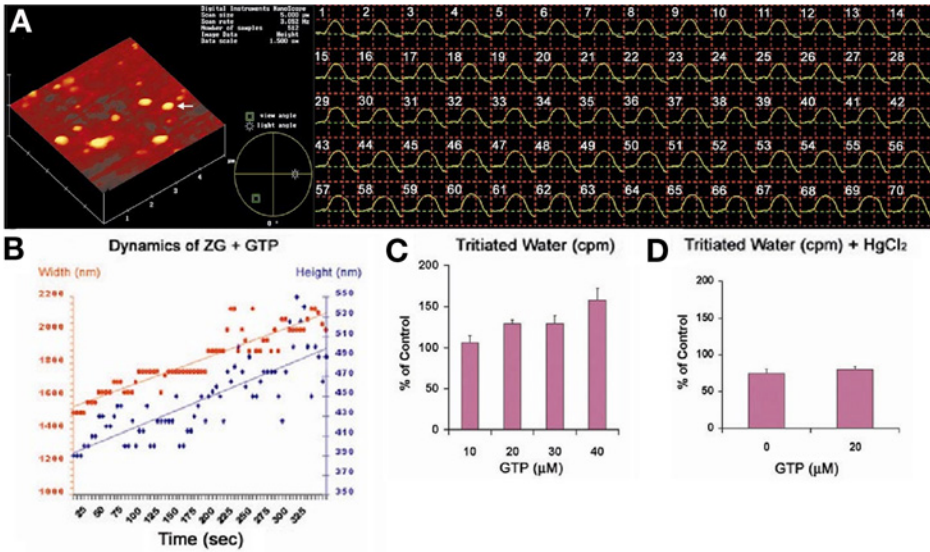 A
Digital Instruments NanoScope
Scan size 5.000 µm
Scan rate 3.052 Hz
Number of samples 512
Image Data Height
Data scale 1.500 um
view angle
light angle
µm
1 2 3 4
0 °
1 2 3 4 5 6 7 8 9 10 11 12 13 14
15 16 17 18 19 20 21 22 23 24 25 26 27 28
29 30 31 32 33 34 35 36 37 38 39 40 41 42
43 44 45 46 47 48 49 50 51 52 53 54 55 56
57 58 59 60 61 62 63 64 65 66 67 68 69 70
B
Dynamics of ZG + GTP
Width (nm)
Height (nm)
2200
2000
1800
1600
1400
1200
1000
550
530
510
490
470
450
430
410
390
370
350
25 50 75 100 125 150 175 200 225 250 275 300 325
Time (sec)
C
Tritiated Water (cpm)
% of Control
200
150
100
50
0
10 20 30 40
GTP (µM)
D
Tritiated Water (cpm) + HgCl₂
% of Control
200
150
100
50
0
0 20
GTP (µM)